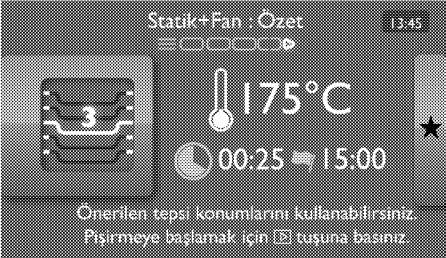 Statik+Fan : Özet
13:45
3
175°C
00:25 15:00
Önerilen tepsi konumlarını kullanabilirsiniz.
Pişirmeye başlamak için tuşuna basınız.